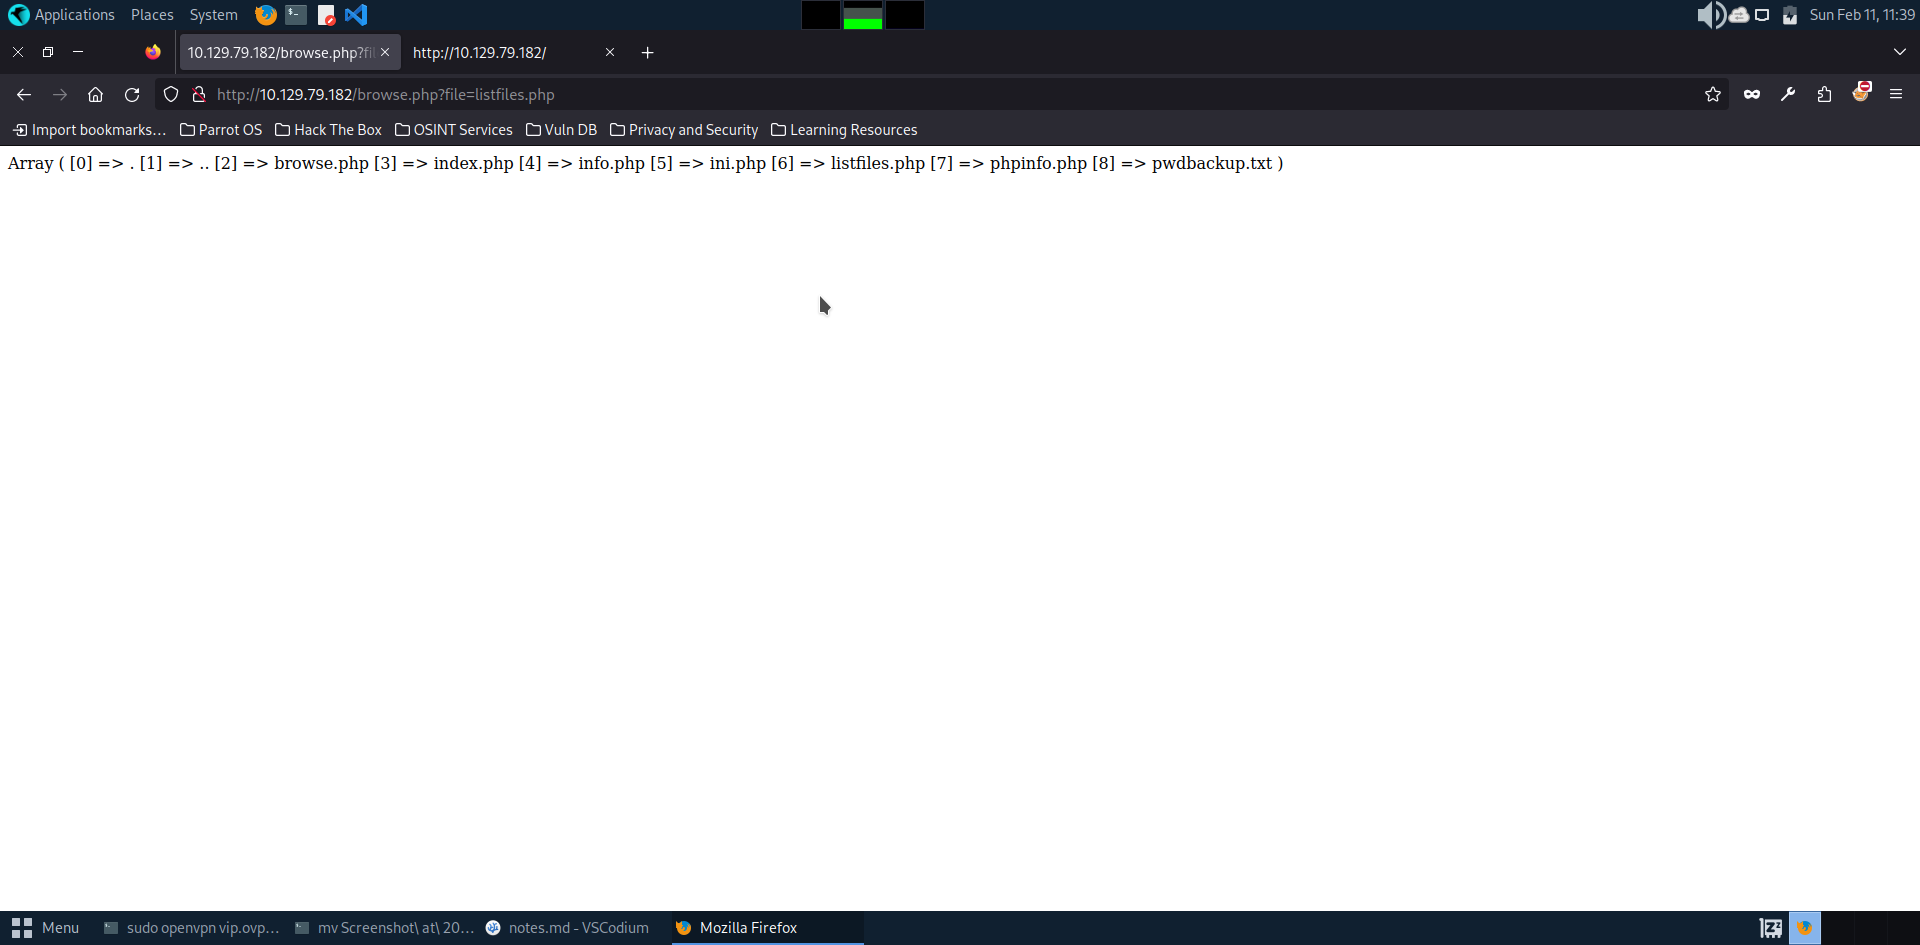 Applications Places System Sun Feb 11, 11:39
10.129.79.182/browse.php?fi http://10.129.79.182/
http://10.129.79.182/browse.php?file=listfiles.php
Import bookmarks... Parrot OS Hack The Box OSINT Services Vuln DB Privacy and Security Learning Resources
Array ( [0] => . [1] => .. [2] => browse.php [3] => index.php [4] => info.php [5] => ini.php [6] => listfiles.php [7] => phpinfo.php [8] => pwdbackup.txt )
Menu sudo openvpn vip.ovp... mv Screenshot\ at\ 20... notes.md - VSCodium Mozilla Firefox